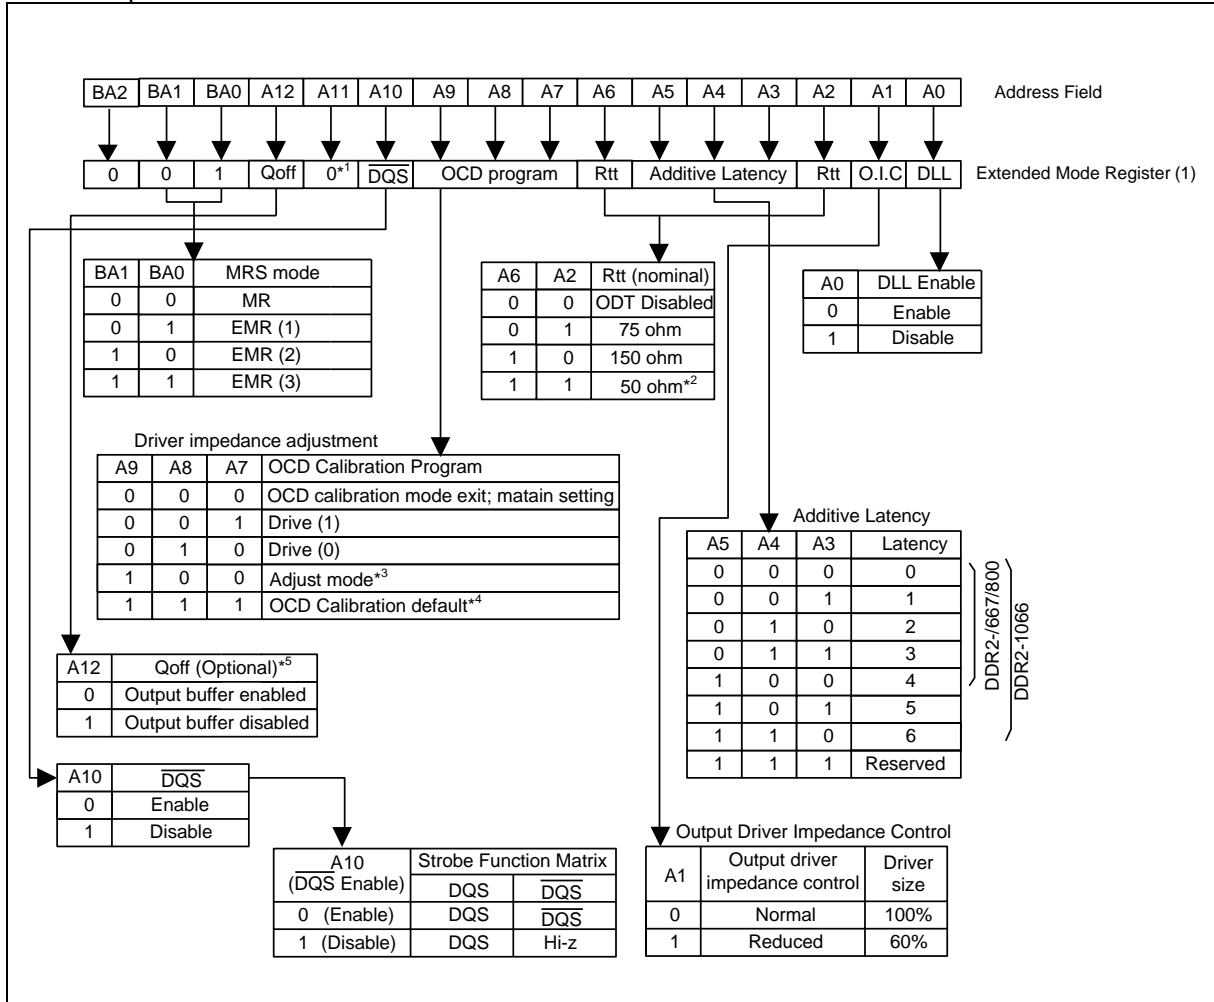 BA2 BA1 BA0 A12 A11 A10 A9 A8 A7 A6 A5 A4 A3 A2 A1 A0 Address Field
0 0 1 Qoff 0*1 DQS OCD program Rtt Additive Latency Rtt O.I.C DLL Extended Mode Register (1)
BA1 BA0 MRS mode
0 0 MR
0 1 EMR (1)
1 0 EMR (2)
1 1 EMR (3)
A6 A2 Rtt (nominal)
0 0 ODT Disabled
0 1 75 ohm
1 0 150 ohm
1 1 50 ohm*2
A0 DLL Enable
0 Enable
1 Disable
Driver impedance adjustment
A9 A8 A7 OCD Calibration Program
0 0 0 OCD calibration mode exit; matain setting
0 0 1 Drive (1)
0 1 0 Drive (0)
1 0 0 Adjust mode*3
1 1 1 OCD Calibration default*4
Additive Latency
A5 A4 A3 Latency
0 0 0 0
0 0 1 1
0 1 0 2
0 1 1 3
1 0 0 4
1 0 1 5
1 1 0 6
1 1 1 Reserved
DDR2-/667/800
DDR2-1066
A12 Qoff (Optional)*5
0 Output buffer enabled
1 Output buffer disabled
A10 DQS
0 Enable
1 Disable
A10 (DQS Enable) Strobe Function Matrix
DQS DQS
0 (Enable) DQS DQS
1 (Disable) DQS Hi-z
Output Driver Impedance Control
A1 Output driver impedance control Driver size
0 Normal 100%
1 Reduced 60%